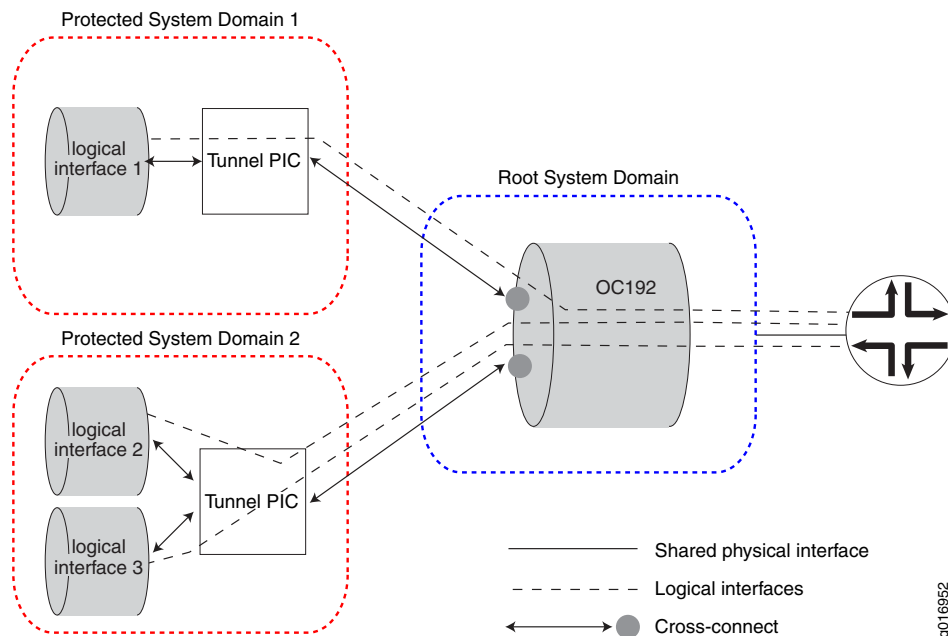 Protected System Domain 1
logical
interface 1
Tunnel PIC
Root System Domain
OC192
Protected System Domain 2
logical
interface 2
Tunnel PIC
logical
interface 3
Shared physical interface
Logical interfaces
Cross-connect
g016952